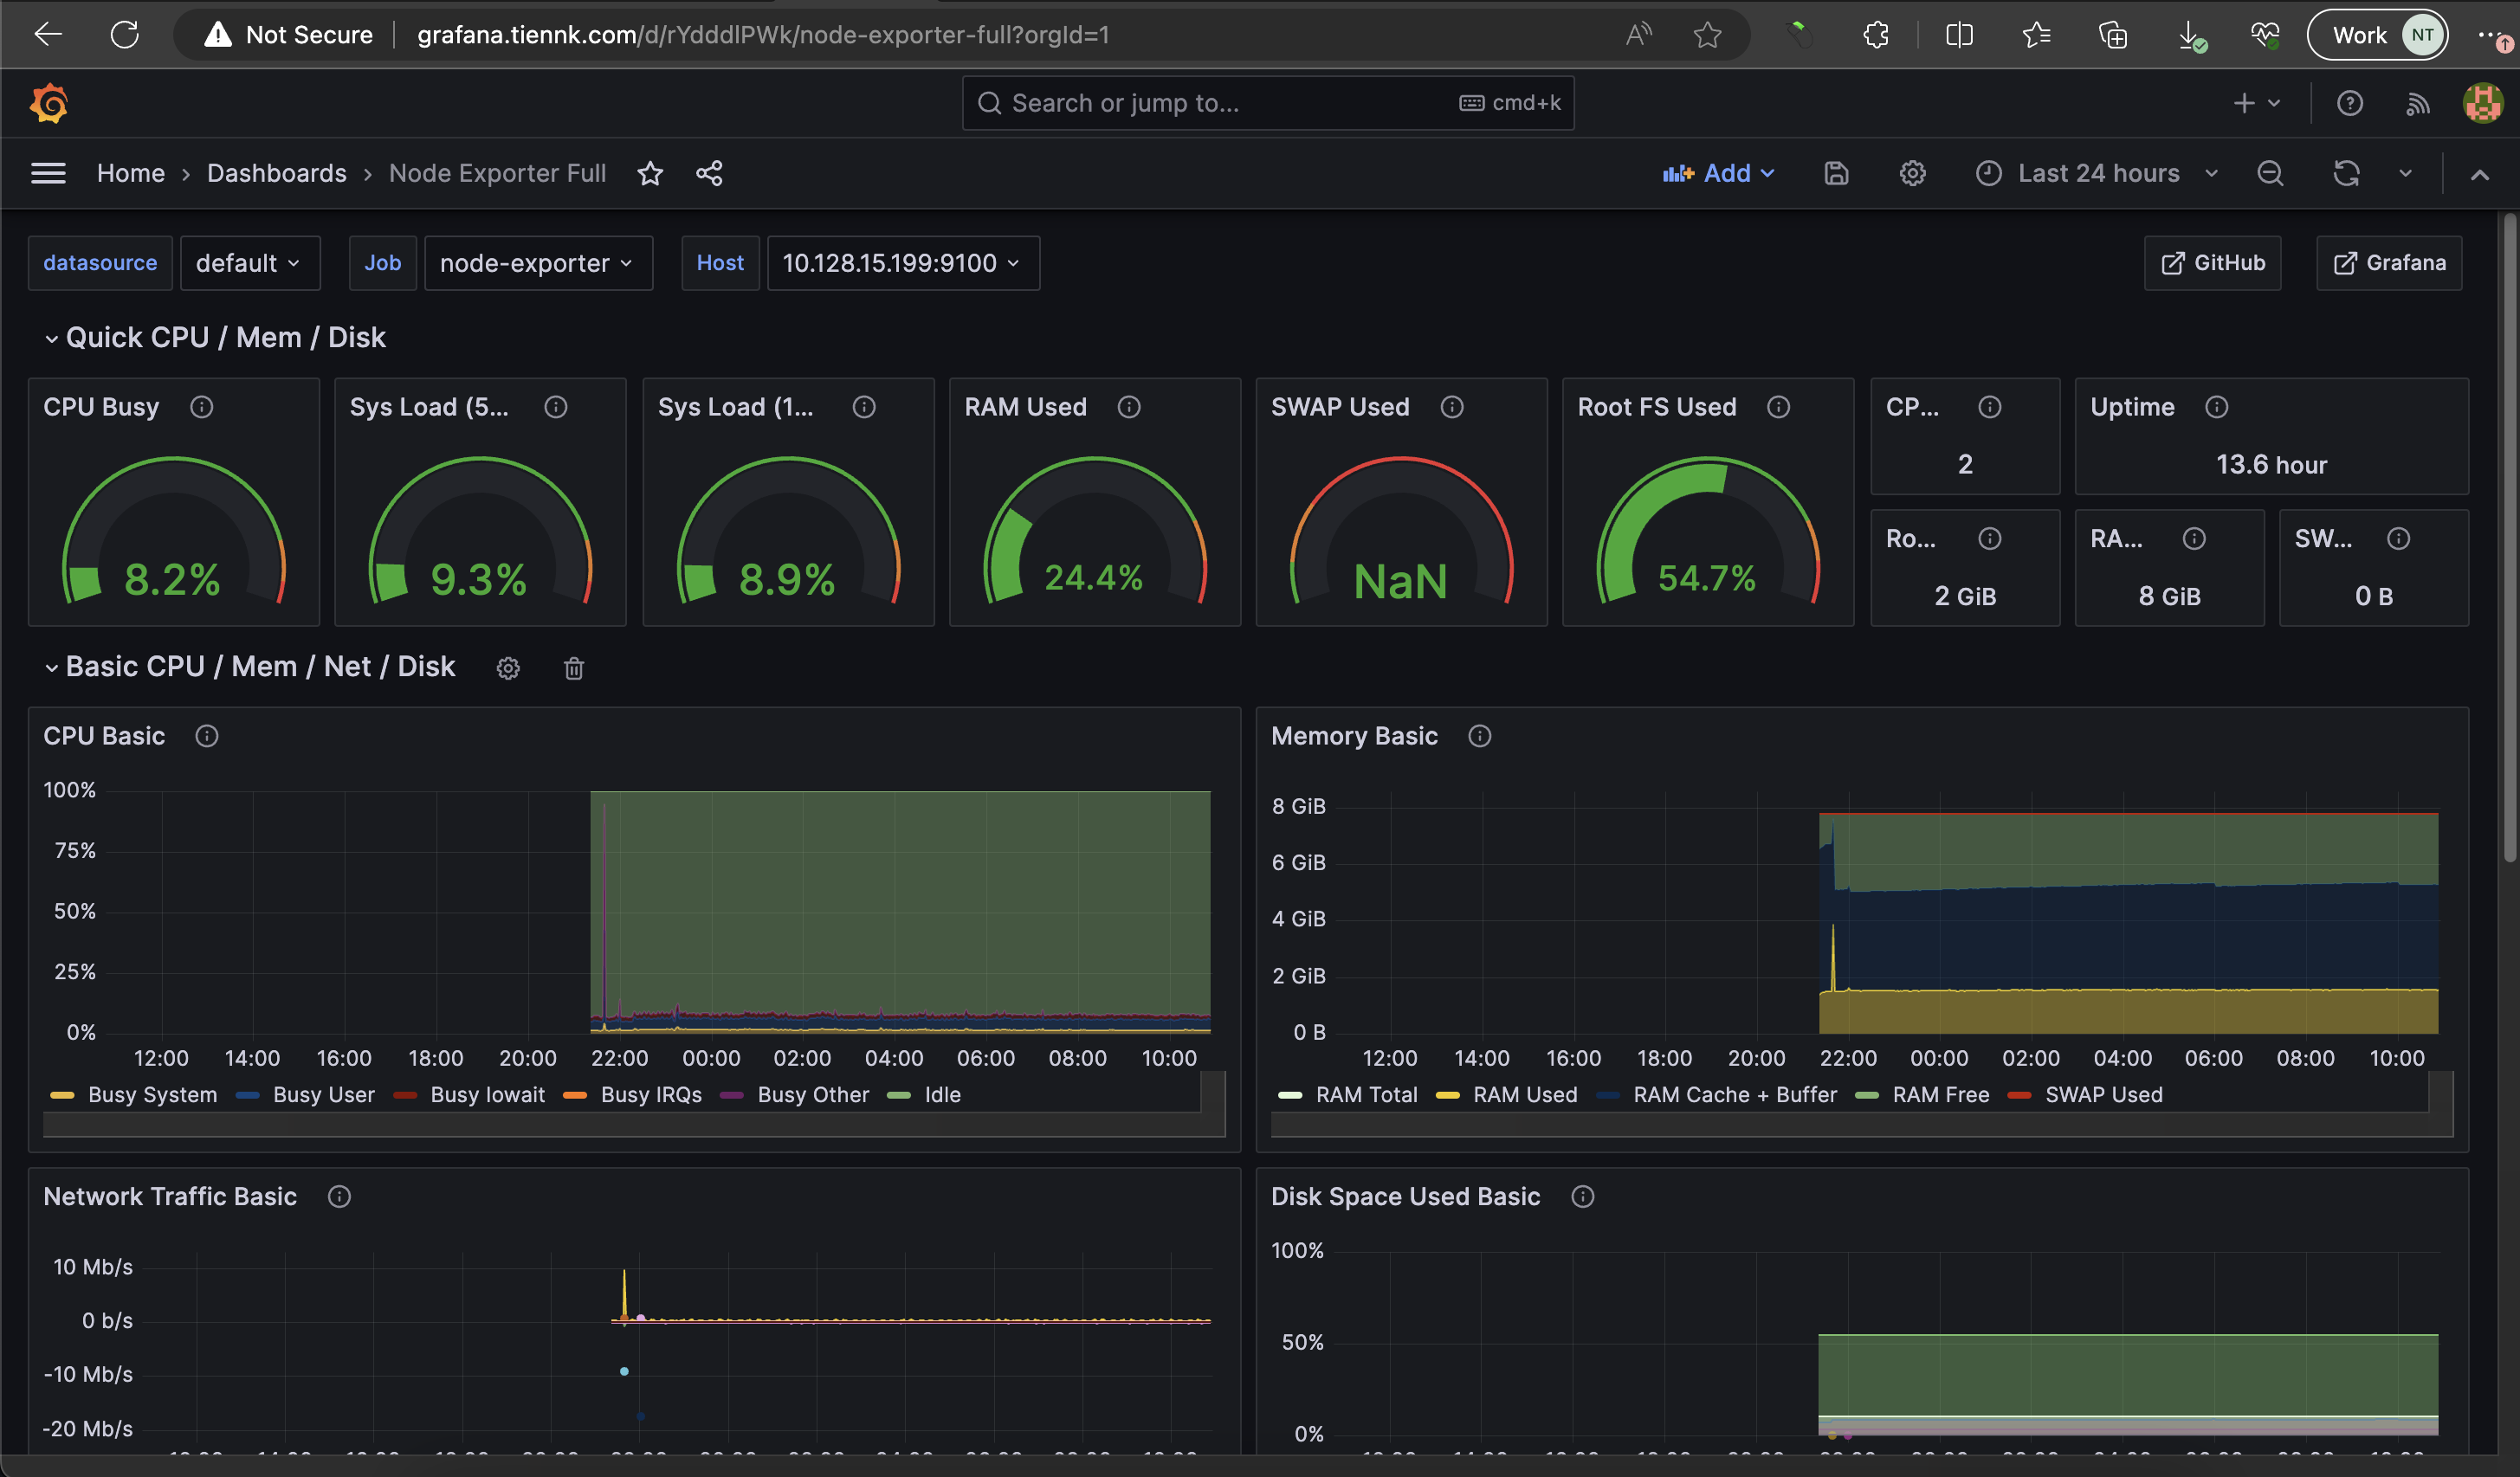 Not Secure grafana.tiennk.com/d/rYdddlPWk/node-exporter-full?orgId=1 Work NT
Search or jump to... cmd+k
Home › Dashboards › Node Exporter Full Add Last 24 hours
datasource default Job node-exporter Host 10.128.15.199:9100 GitHub Grafana
Quick CPU / Mem / Disk
CPU Busy
8.2%
Sys Load (5...
9.3%
Sys Load (1...
8.9%
RAM Used
24.4%
SWAP Used
NaN
Root FS Used
54.7%
CP...
2
Uptime
13.6 hour
Ro...
2 GiB
RA...
8 GiB
SW...
0 B
Basic CPU / Mem / Net / Disk
CPU Basic
100%
75%
50%
25%
0%
12:00 14:00 16:00 18:00 20:00 22:00 00:00 02:00 04:00 06:00 08:00 10:00
Busy System Busy User Busy Iowait Busy IRQs Busy Other Idle
Memory Basic
8 GiB
6 GiB
4 GiB
2 GiB
0 B
12:00 14:00 16:00 18:00 20:00 22:00 00:00 02:00 04:00 06:00 08:00 10:00
RAM Total RAM Used RAM Cache + Buffer RAM Free SWAP Used
Network Traffic Basic
10 Mb/s
0 b/s
-10 Mb/s
-20 Mb/s
Disk Space Used Basic
100%
50%
0%